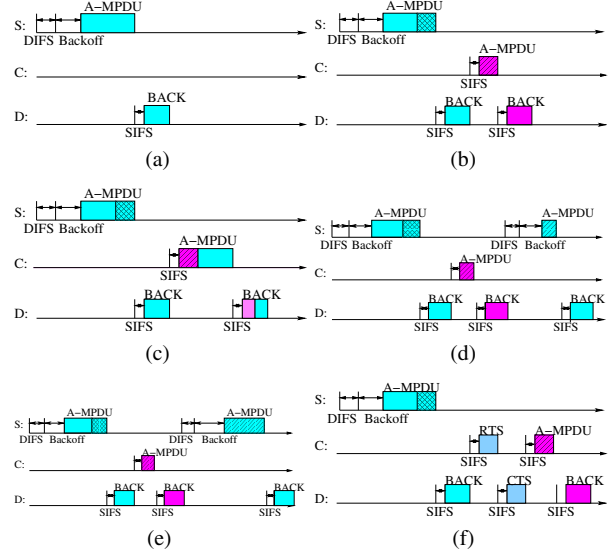 A−MPDU
S:
DIFS Backoff
C:
BACK
D:
SIFS
(a)
A−MPDU
S:
DIFS Backoff
A−MPDU
C:
SIFS
BACK BACK
D:
SIFS SIFS
(b)
A−MPDU
S:
DIFS Backoff
A−MPDU
C:
SIFS
BACK BACK
D:
SIFS SIFS
(c)
A−MPDU A−MPDU
S:
DIFS Backoff DIFS Backoff
A−MPDU
C:
SIFS
BACK BACK BACK
D:
SIFS SIFS SIFS
(d)
A−MPDU A−MPDU
S:
DIFS Backoff DIFS Backoff
A−MPDU
C:
SIFS
BACK BACK BACK
D:
SIFS SIFS SIFS
(e)
A−MPDU
S:
DIFS Backoff
RTS A−MPDU
C:
SIFS SIFS
BACK CTS BACK
D:
SIFS SIFS SIFS
(f)